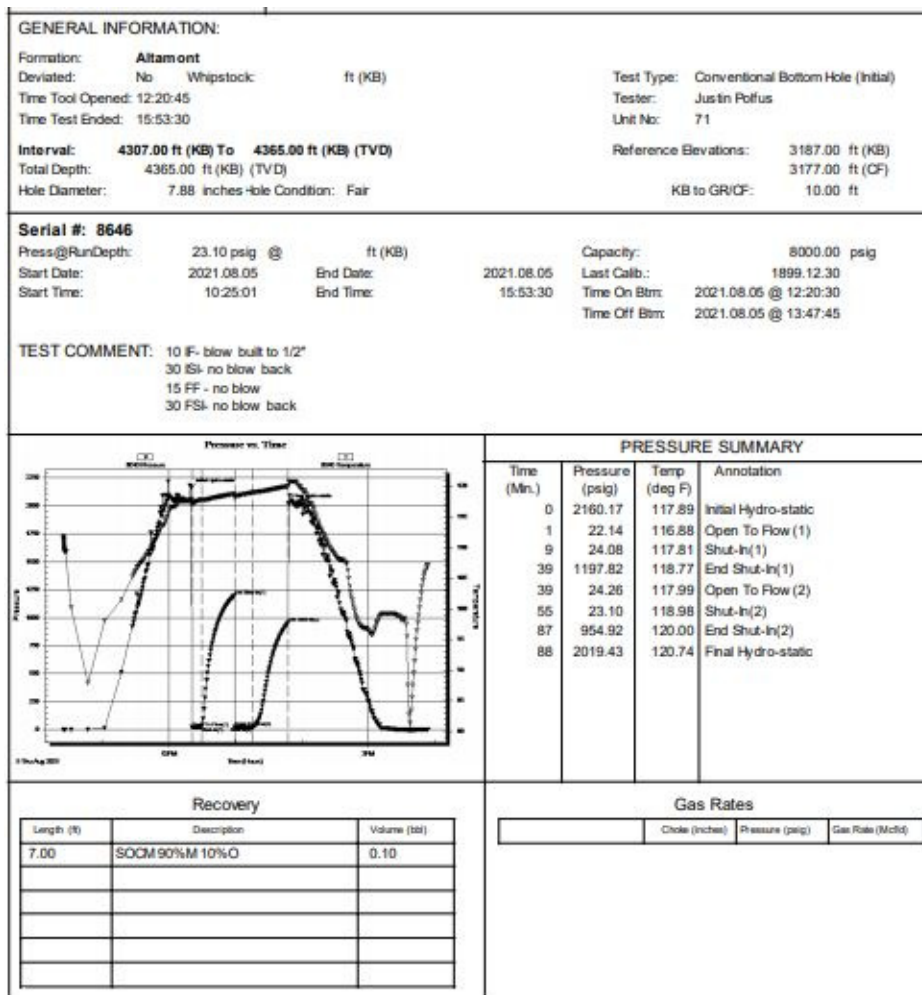 GENERAL INFORMATION:
Formation: Altamont
Deviated: No Whipstock: ft (KB)
Time Tool Opened: 12:20:45
Time Test Ended: 15:53:30
Test Type: Conventional Bottom Hole (Initial)
Tester: Justin Polfus
Unit No: 71
Interval: 4307.00 ft (KB) To 4365.00 ft (KB) (TVD)
Total Depth: 4365.00 ft (KB) (TVD)
Hole Diameter: 7.88 inches Hole Condition: Fair
Reference Elevations: 3187.00 ft (KB)
3177.00 ft (CF)
KB to GR/CF: 10.00 ft
Serial #: 8646
Press@RunDepth: 23.10 psig @ ft (KB)
Start Date: 2021.08.05 End Date: 2021.08.05
Start Time: 10:25:01 End Time: 15:53:30
Capacity: 8000.00 psig
Last Calib.: 1899.12.30
Time On Btm: 2021.08.05 @ 12:20:30
Time Off Btm: 2021.08.05 @ 13:47:45
TEST COMMENT: 10 IF- blow built to 1/2"
30 ISI- no blow back
15 FF - no blow
30 FSI- no blow back
Pressure vs. Time
Pressure
Temperature
PRESSURE SUMMARY
Time (Min.) Pressure (psig) Temp (deg F) Annotation
0 2160.17 117.89 Initial Hydro-static
1 22.14 116.88 Open To Flow (1)
9 24.08 117.81 Shut-In(1)
39 1197.82 118.77 End Shut-In(1)
39 24.26 117.99 Open To Flow (2)
55 23.10 118.98 Shut-In(2)
87 954.92 120.00 End Shut-In(2)
88 2019.43 120.74 Final Hydro-static
Recovery
Length (ft) Description Volume (bbl)
7.00 SOCM 90%M 10%O 0.10
Gas Rates
Choke (inches) Pressure (psig) Gas Rate (Mcf/d)